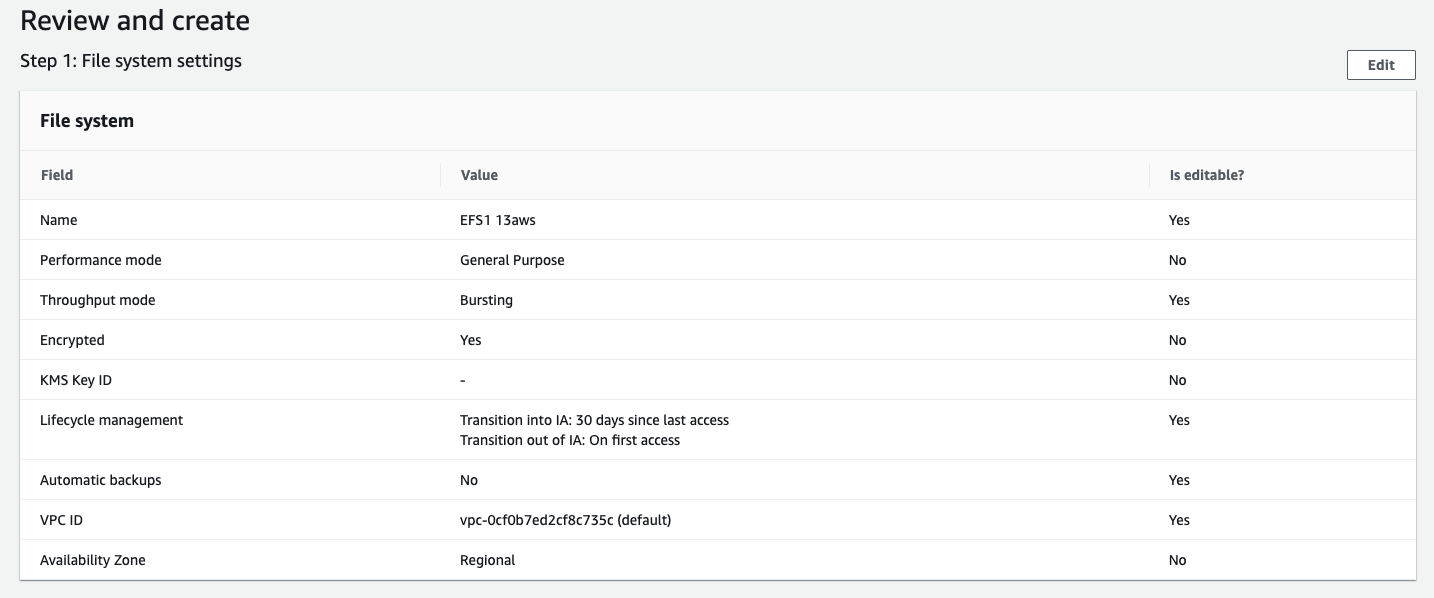 Review and create
Step 1: File system settings
Edit
File system
Field Value Is editable?
Name EFS1 13aws Yes
Performance mode General Purpose No
Throughput mode Bursting Yes
Encrypted Yes No
KMS Key ID - No
Lifecycle management Transition into IA: 30 days since last access Yes
Transition out of IA: On first access
Automatic backups No Yes
VPC ID vpc-0cf0b7ed2cf8c735c (default) Yes
Availability Zone Regional No